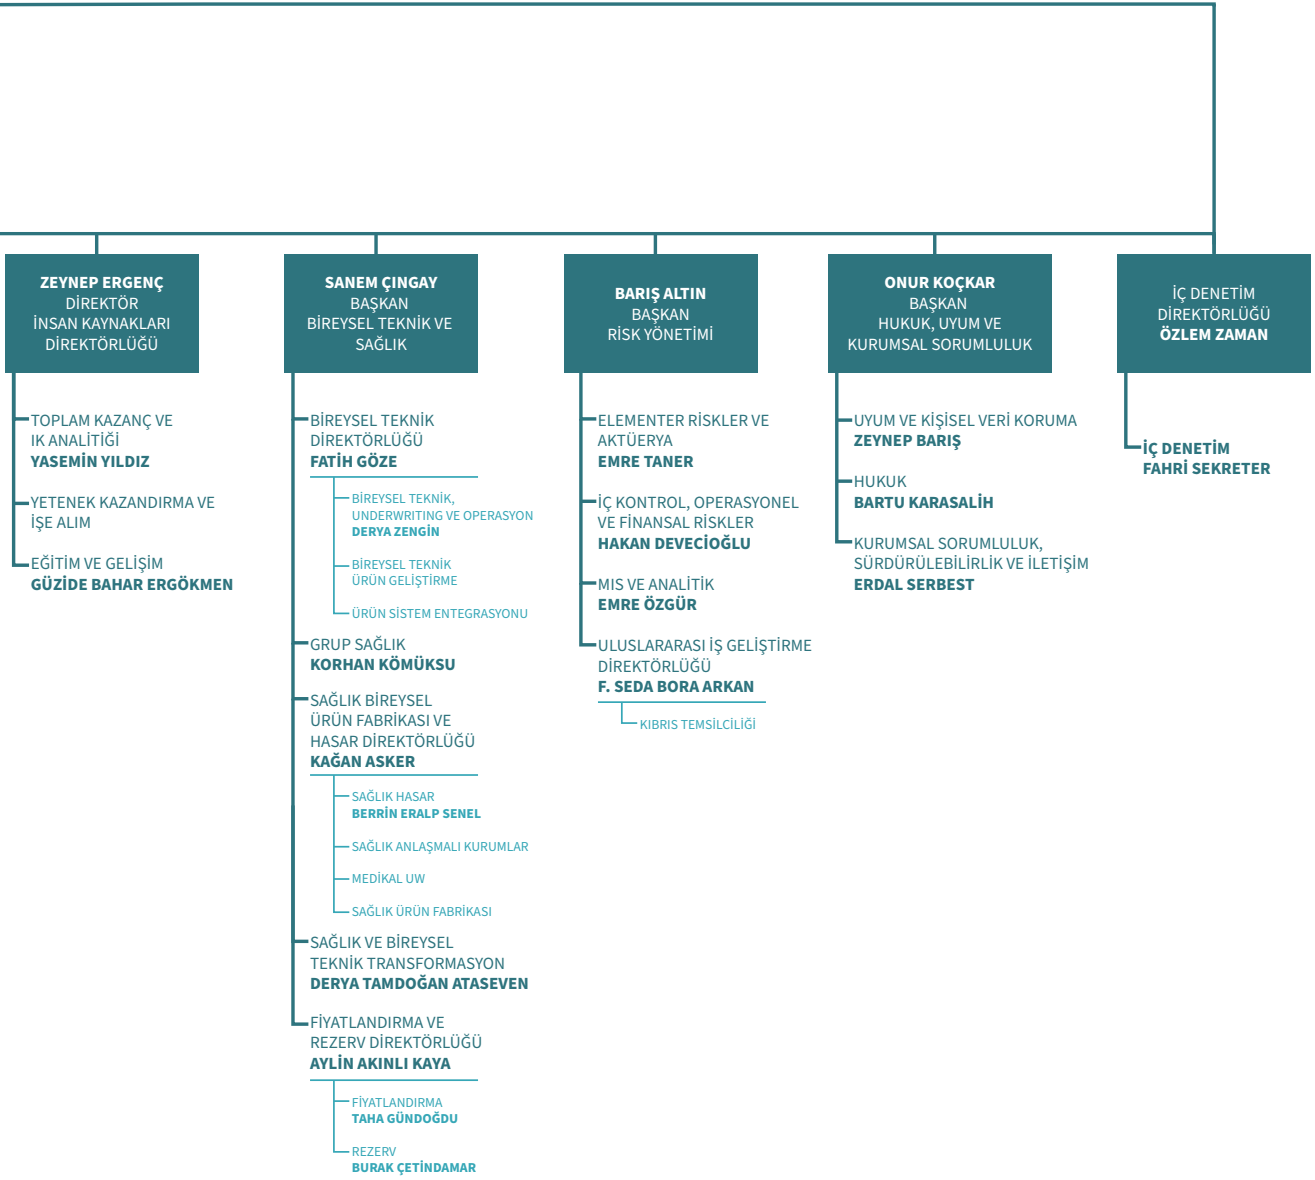 ZEYNEP ERGENÇ
DİREKTÖR
İNSAN KAYNAKLARI
DİREKTÖRLÜĞÜ
TOPLAM KAZANÇ VE
IK ANALİTİĞİ
YASEMİN YILDIZ
YETENEK KAZANDIRMA VE
İŞE ALIM
EĞİTİM VE GELİŞİM
GÜZİDE BAHAR ERGÖKMEN
SANEM ÇINGAY
BAŞKAN
BİREYSEL TEKNİK VE
SAĞLIK
BİREYSEL TEKNİK
DİREKTÖRLÜĞÜ
FATİH GÖZE
BİREYSEL TEKNİK,
UNDERWRITING VE OPERASYON
DERYA ZENGİN
BİREYSEL TEKNİK
ÜRÜN GELİŞTİRME
ÜRÜN SİSTEM ENTEGRASYONU
GRUP SAĞLIK
KORHAN KÖMÜKSU
SAĞLIK BİREYSEL
ÜRÜN FABRİKASI VE
HASAR DİREKTÖRLÜĞÜ
KAĞAN ASKER
SAĞLIK HASAR
BERRİN ERALP SENEL
SAĞLIK ANLAŞMALI KURUMLAR
MEDİKAL UW
SAĞLIK ÜRÜN FABRİKASI
SAĞLIK VE BİREYSEL
TEKNİK TRANSFORMASYON
DERYA TAMDOĞAN ATASEVEN
FİYATLANDIRMA VE
REZERV DİREKTÖRLÜĞÜ
AYLİN AKINLI KAYA
FİYATLANDIRMA
TAHA GÜNDOĞDU
REZERV
BURAK ÇETİNDAMAR
BARIŞ ALTIN
BAŞKAN
RİSK YÖNETİMİ
ELEMENTER RİSKLER VE
AKTÜERYA
EMRE TANER
İÇ KONTROL, OPERASYONEL
VE FİNANSAL RİSKLER
HAKAN DEVECİOĞLU
MIS VE ANALİTİK
EMRE ÖZGÜR
ULUSLARARASI İŞ GELİŞTİRME
DİREKTÖRLÜĞÜ
F. SEDA BORA ARKAN
KIBRIS TEMSİLCİLİĞİ
ONUR KOÇKAR
BAŞKAN
HUKUK, UYUM VE
KURUMSAL SORUMLULUK
UYUM VE KİŞİSEL VERİ KORUMA
ZEYNEP BARIŞ
HUKUK
BARTU KARASALİH
KURUMSAL SORUMLULUK,
SÜRDÜRÜLEBİLİRLİK VE İLETİŞİM
ERDAL SERBEST
İÇ DENETİM
DİREKTÖRLÜĞÜ
ÖZLEM ZAMAN
İÇ DENETİM
FAHRİ SEKRETER